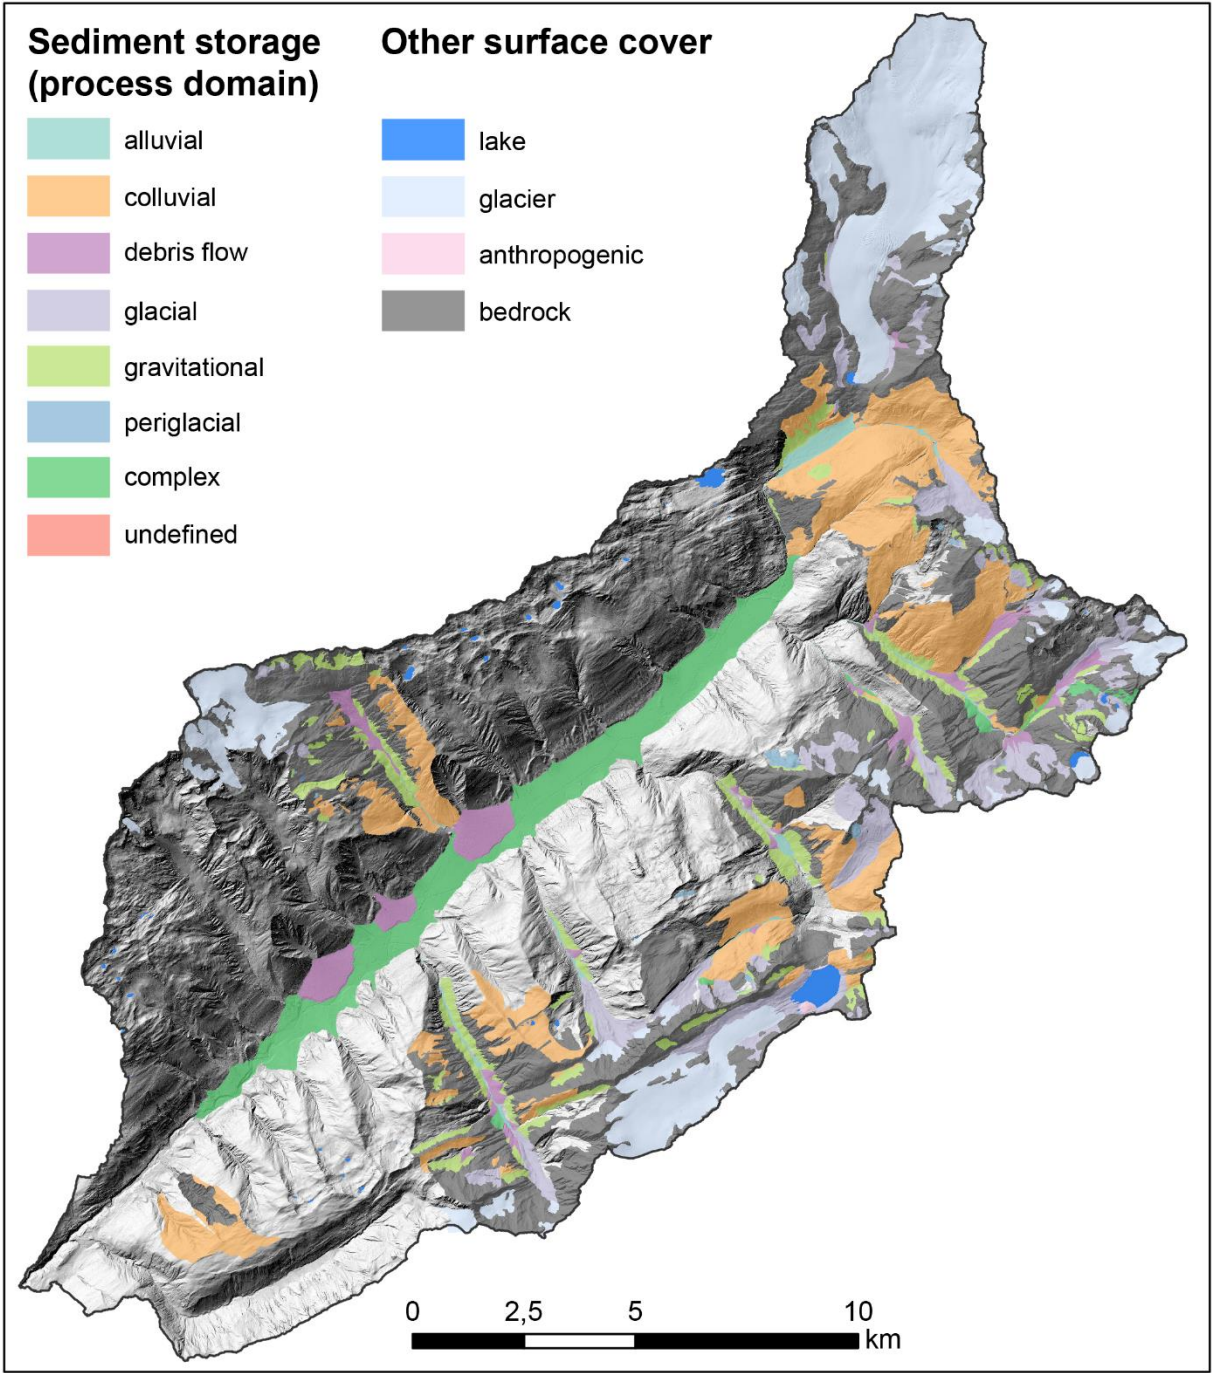 Sediment storage
(process domain)
alluvial
colluvial
debris flow
glacial
gravitational
periglacial
complex
undefined
Other surface cover
lake
glacier
anthropogenic
bedrock
0 2,5 5 10
km